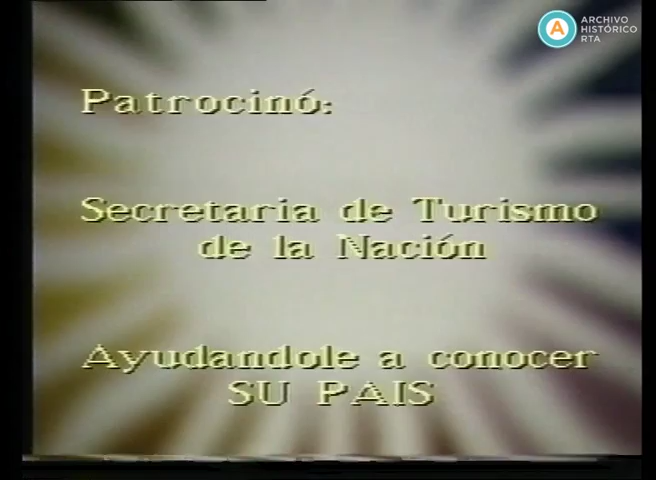 A ARCHIVO
HISTÓRICO
RTA
Patrocinó:
Secretaria de Turismo
de la Nación
Ayudandole a conocer
SU PAIS